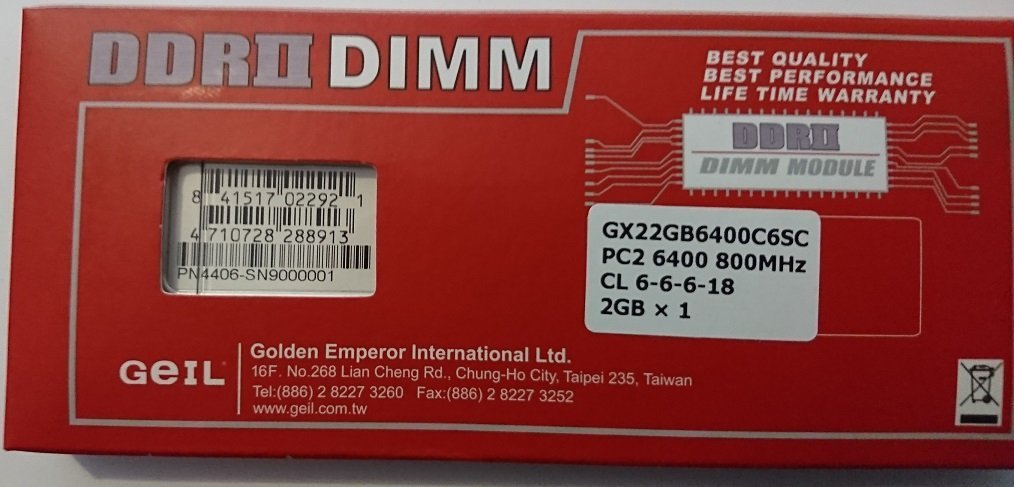 DDRII DIMM
BEST QUALITY
BEST PERFORMANCE
LIFE TIME WARRANTY
DDRII
DIMM MODULE
8 41517 02292 1
4 710728 288913
PN4406-SN9000001
GX22GB6400C6SC
PC2 6400 800MHz
CL 6-6-6-18
2GB × 1
GeIL
Golden Emperor International Ltd.
16F. No.268 Lian Cheng Rd., Chung-Ho City, Taipei 235, Taiwan
Tel:(886) 2 8227 3260 Fax:(886) 2 8227 3252
www.geil.com.tw